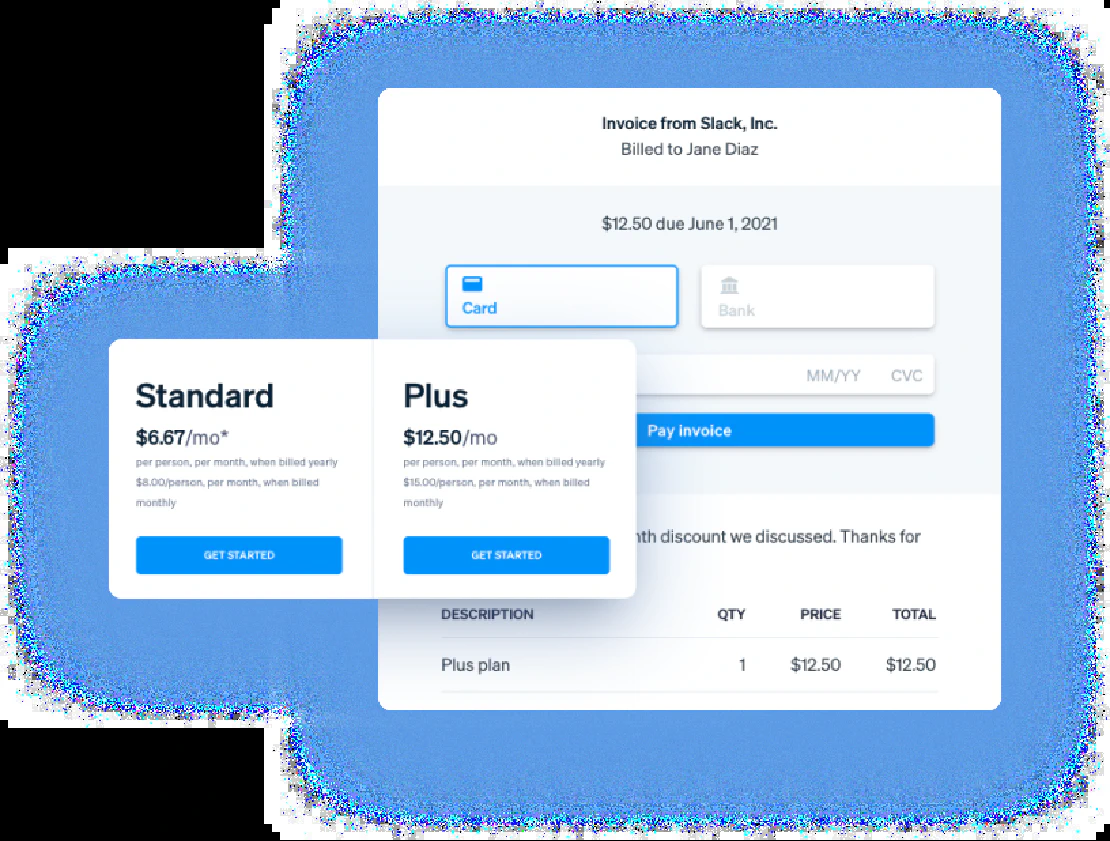 Invoice from Slack, Inc.
Billed to Jane Diaz
$12.50 due June 1, 2021
Card
Bank
MM/YY CVC
Pay invoice
Standard
$6.67/mo*
per person, per month, when billed yearly
$8.00/person, per month, when billed
monthly
GET STARTED
Plus
$12.50/mo
per person, per month, when billed yearly
$15.00/person, per month, when billed
monthly
GET STARTED
discount we discussed. Thanks for
DESCRIPTION QTY PRICE TOTAL
Plus plan 1 $12.50 $12.50